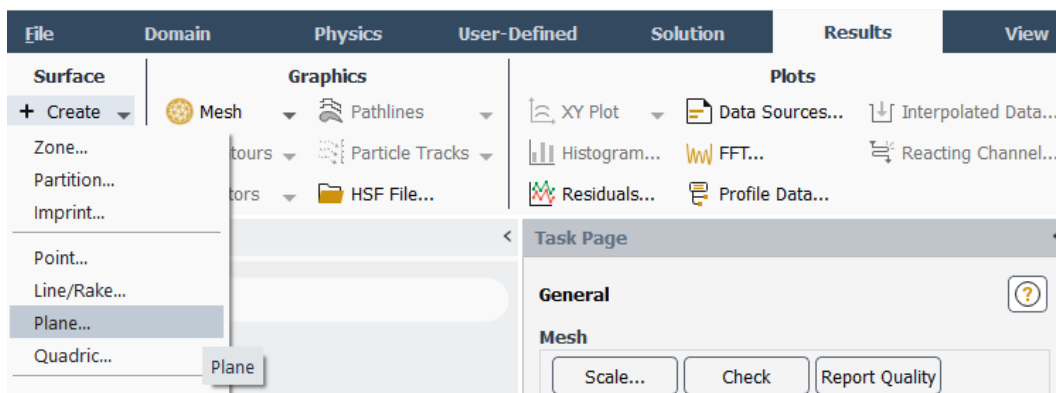 File Domain Physics User-Defined Solution Results View
Surface Graphics Plots
+ Create Mesh Pathlines XY Plot Data Sources... Interpolated Data...
Zone... tours Particle Tracks Histogram... FFT... Reacting Channel...
Partition... tors HSF File... Residuals... Profile Data...
Imprint...
Point...
Line/Rake...
Plane...
Quadric...
Plane
< Task Page
General
Mesh
Scale... Check Report Quality